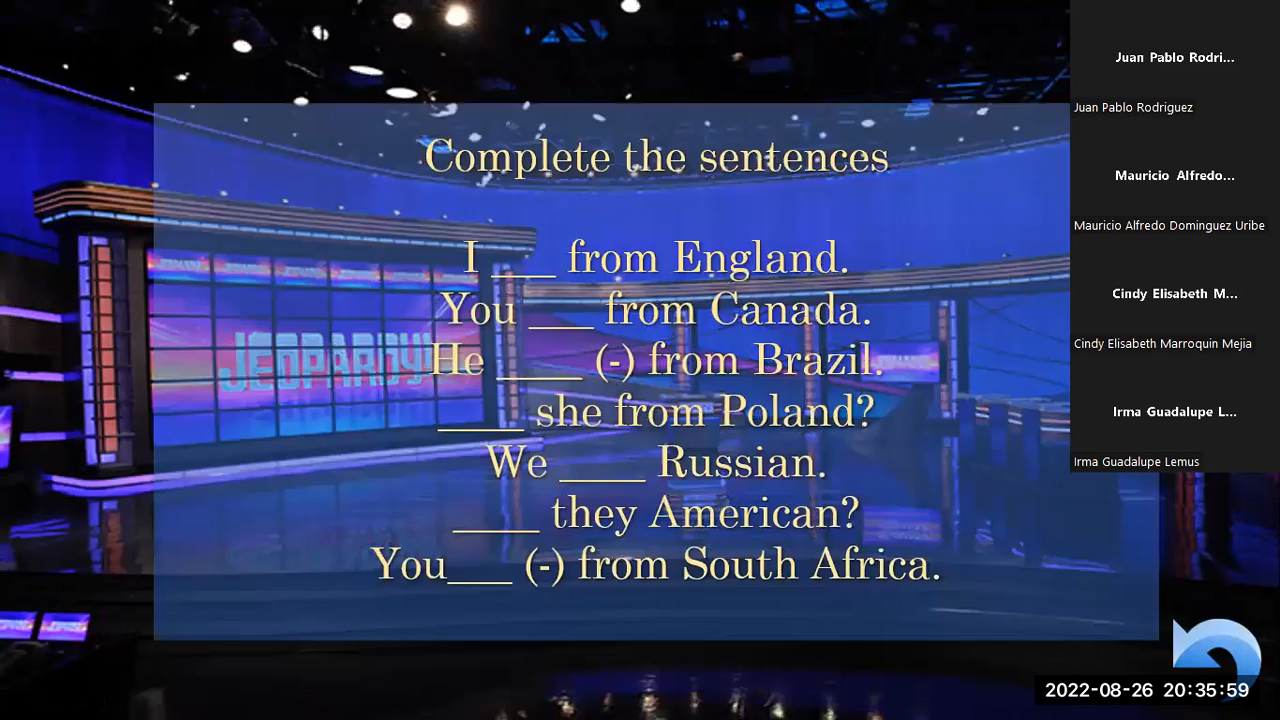 Complete the sentences
I ___ from England.
You ___ from Canada.
He ____ (-) from Brazil.
____ she from Poland?
We ____ Russian.
____ they American?
You___ (-) from South Africa.
JEOPARDY!
Juan Pablo Rodri...
Juan Pablo Rodriguez
Mauricio Alfredo...
Mauricio Alfredo Dominguez Uribe
Cindy Elisabeth M...
Cindy Elisabeth Marroquin Mejia
Irma Guadalupe L...
Irma Guadalupe Lemus
2022-08-26 20:35:59